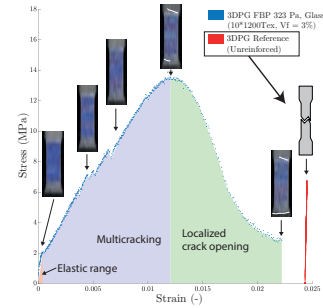 3DPG FBP 323 Pa, Glass
(10*1200Tex, Vf = 3%)
3DPG Reference
(Unreinforced)
18
16
14
12
10
8
6
4
2
0
Stress (MPa)
Multicracking
Localized
crack opening
Elastic range
0
0.005
0.01
0.015
0.02
0.025
Strain (-)